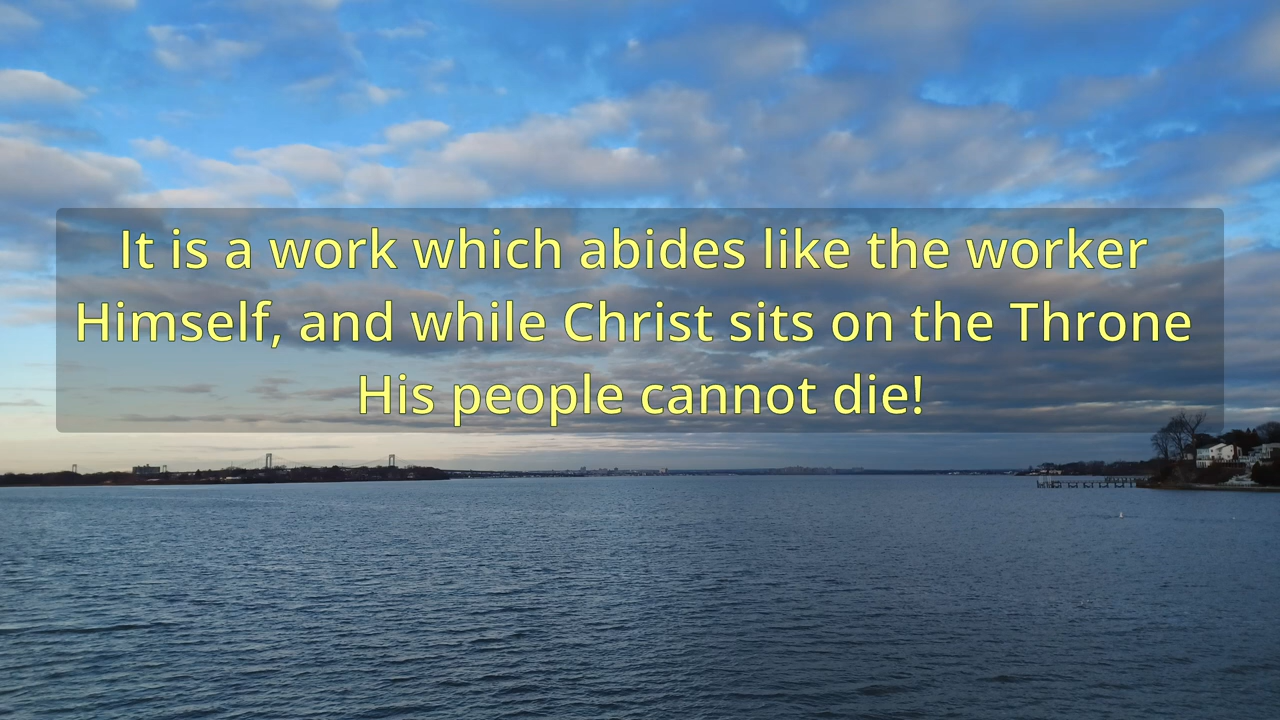 It is a work which abides like the worker
Himself, and while Christ sits on the Throne
His people cannot die!